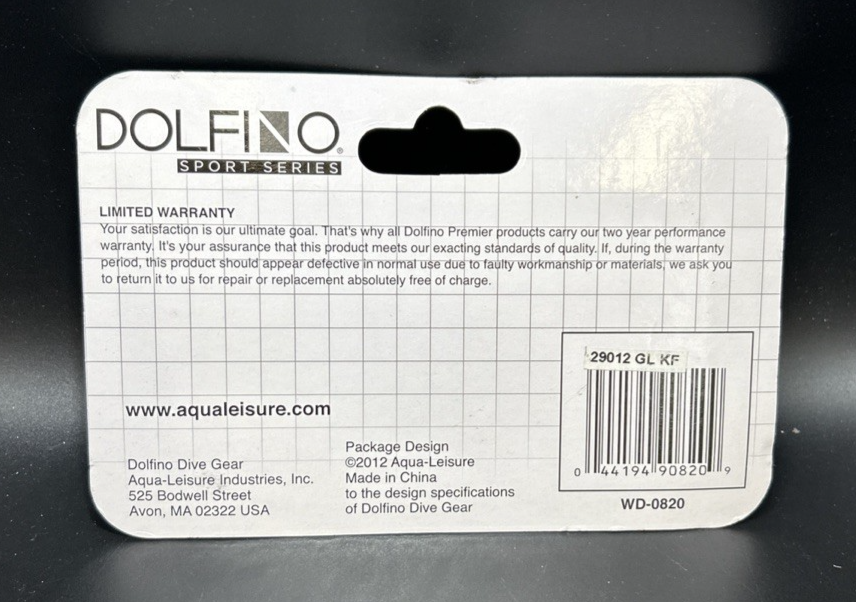 DOLFINO®
SPORT SERIES
LIMITED WARRANTY
Your satisfaction is our ultimate goal. That's why all Dolfino Premier products carry our two year performance
warranty. It's your assurance that this product meets our exacting standards of quality. If, during the warranty
period, this product should appear defective in normal use due to faulty workmanship or materials, we ask you
to return it to us for repair or replacement absolutely free of charge.
www.aqualeisure.com
Dolfino Dive Gear
Aqua-Leisure Industries, Inc.
525 Bodwell Street
Avon, MA 02322 USA
Package Design
©2012 Aqua-Leisure
Made in China
to the design specifications
of Dolfino Dive Gear
29012 GL KF
0 44194 90820 9
WD-0820